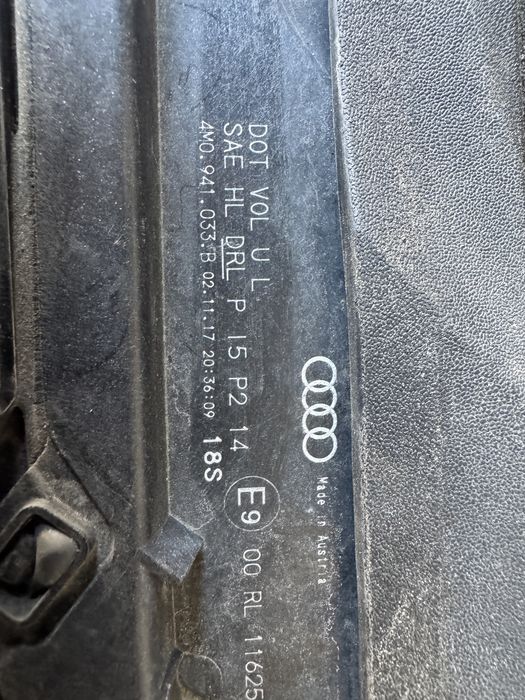 DOT VOL U L
SAE HL DRL P I5 P2 14
4M0.941.033.B 02.11.17 20:36:09 18S
E9 00 RL 11625
Made in Austria